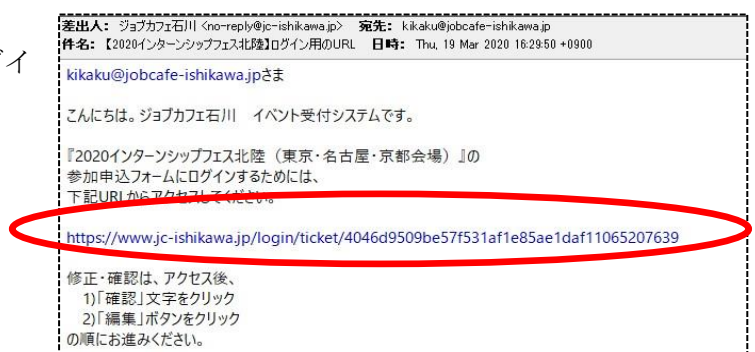 イ
差出人： ジョブカフェ石川 <no-reply@jc-ishikawa.jp> 宛先： kikaku@jobcafe-ishikawa.jp
件名：【2020インターンシップフェス北陸】ログイン用のURL 日時： Thu, 19 Mar 2020 16:29:50 +0900
kikaku@jobcafe-ishikawa.jpさま
こんにちは。ジョブカフェ石川 イベント受付システムです。
『2020インターンシップフェス北陸（東京・名古屋・京都会場）』の
参加申込フォームにログインするためには、
下記URLからアクセスしてください。
https://www.jc-ishikawa.jp/login/ticket/4046d9509be57f531af1e85ae1daf11065207639
修正・確認は、アクセス後、
1)「確認」文字をクリック
2)「編集」ボタンをクリック
の順にお進みください。